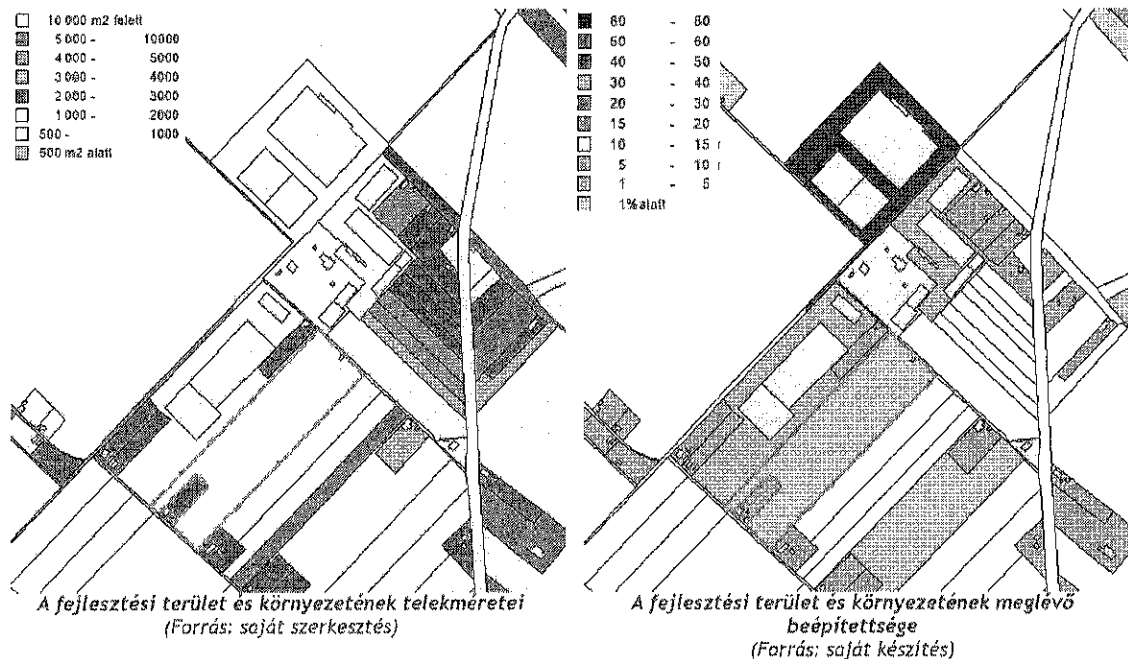 10 000 m2 felett
5 000 - 10000
4 000 - 5000
3 000 - 4000
2 000 - 3000
1 000 - 2000
500 - 1000
500 m2 alatt
60 - 80
50 - 60
40 - 50
30 - 40
20 - 30
15 - 20
10 - 15
5 - 10
1 - 5
1% alatt
A fejlesztési terület és környezetének telekméretei
(Forrás: saját szerkesztés)
A fejlesztési terület és környezetének meglévő
beépítettsége
(Forrás: saját készítés)